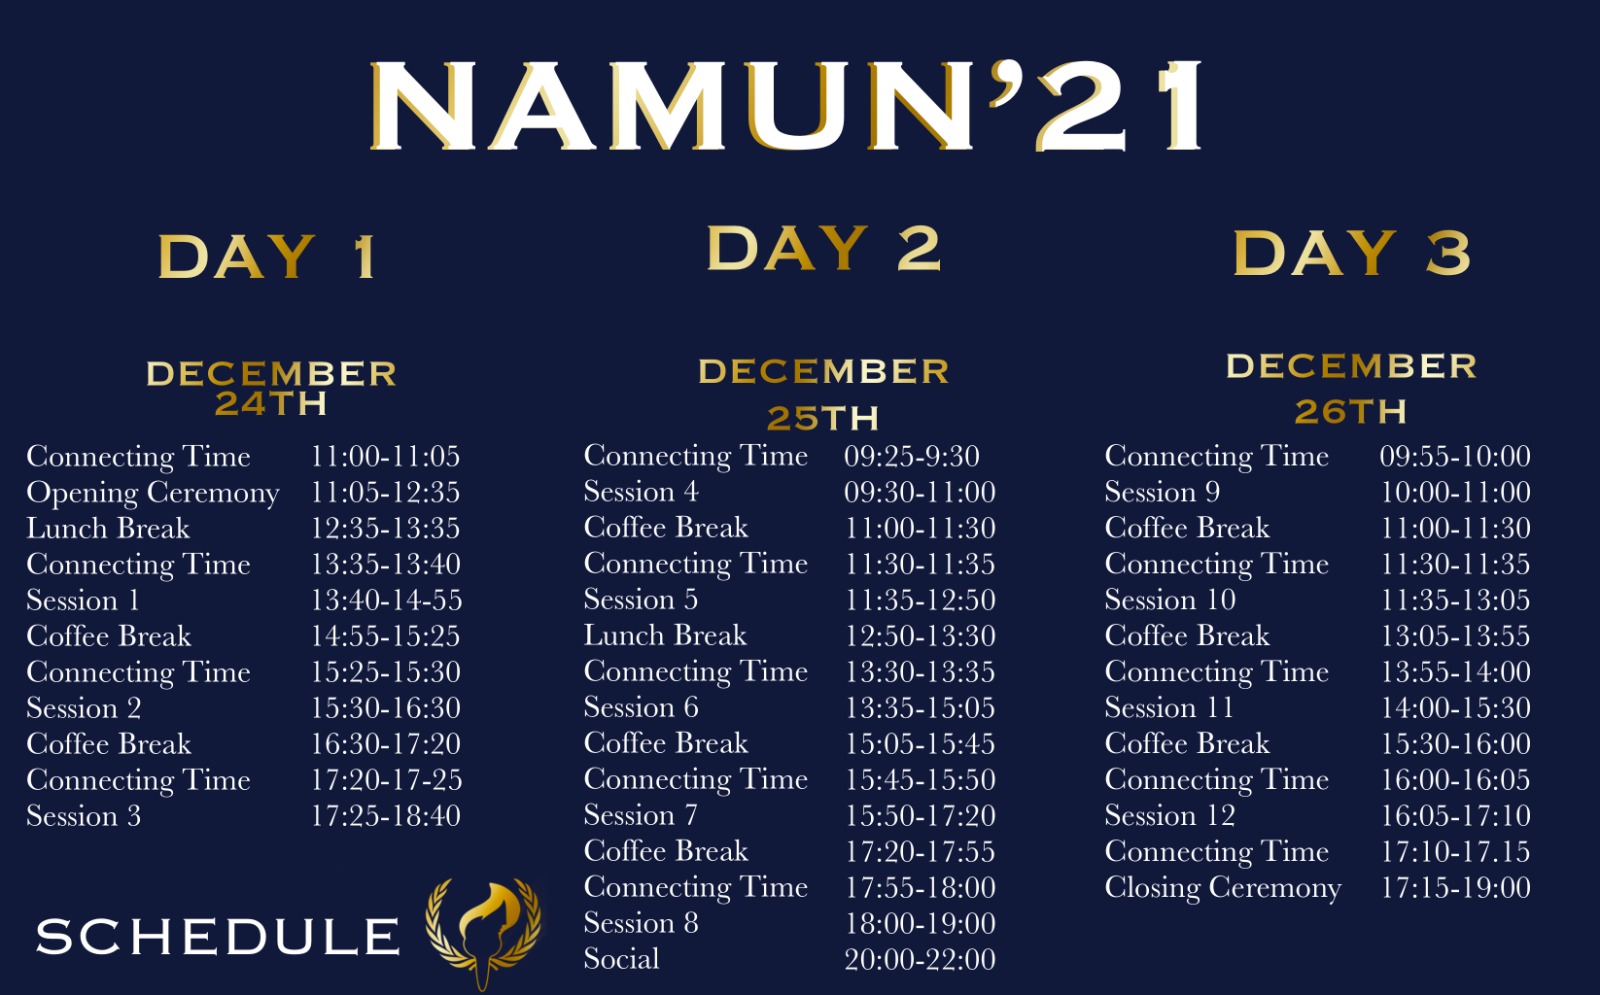 NAMUN’21
DAY 1
DECEMBER
24TH
Connecting Time 11:00-11:05
Opening Ceremony 11:05-12:35
Lunch Break 12:35-13:35
Connecting Time 13:35-13:40
Session 1 13:40-14-55
Coffee Break 14:55-15:25
Connecting Time 15:25-15:30
Session 2 15:30-16:30
Coffee Break 16:30-17:20
Connecting Time 17:20-17-25
Session 3 17:25-18:40
DAY 2
DECEMBER
25TH
Connecting Time 09:25-9:30
Session 4 09:30-11:00
Coffee Break 11:00-11:30
Connecting Time 11:30-11:35
Session 5 11:35-12:50
Lunch Break 12:50-13:30
Connecting Time 13:30-13:35
Session 6 13:35-15:05
Coffee Break 15:05-15:45
Connecting Time 15:45-15:50
Session 7 15:50-17:20
Coffee Break 17:20-17:55
Connecting Time 17:55-18:00
Session 8 18:00-19:00
Social 20:00-22:00
DAY 3
DECEMBER
26TH
Connecting Time 09:55-10:00
Session 9 10:00-11:00
Coffee Break 11:00-11:30
Connecting Time 11:30-11:35
Session 10 11:35-13:05
Coffee Break 13:05-13:55
Connecting Time 13:55-14:00
Session 11 14:00-15:30
Coffee Break 15:30-16:00
Connecting Time 16:00-16:05
Session 12 16:05-17:10
Connecting Time 17:10-17.15
Closing Ceremony 17:15-19:00
SCHEDULE